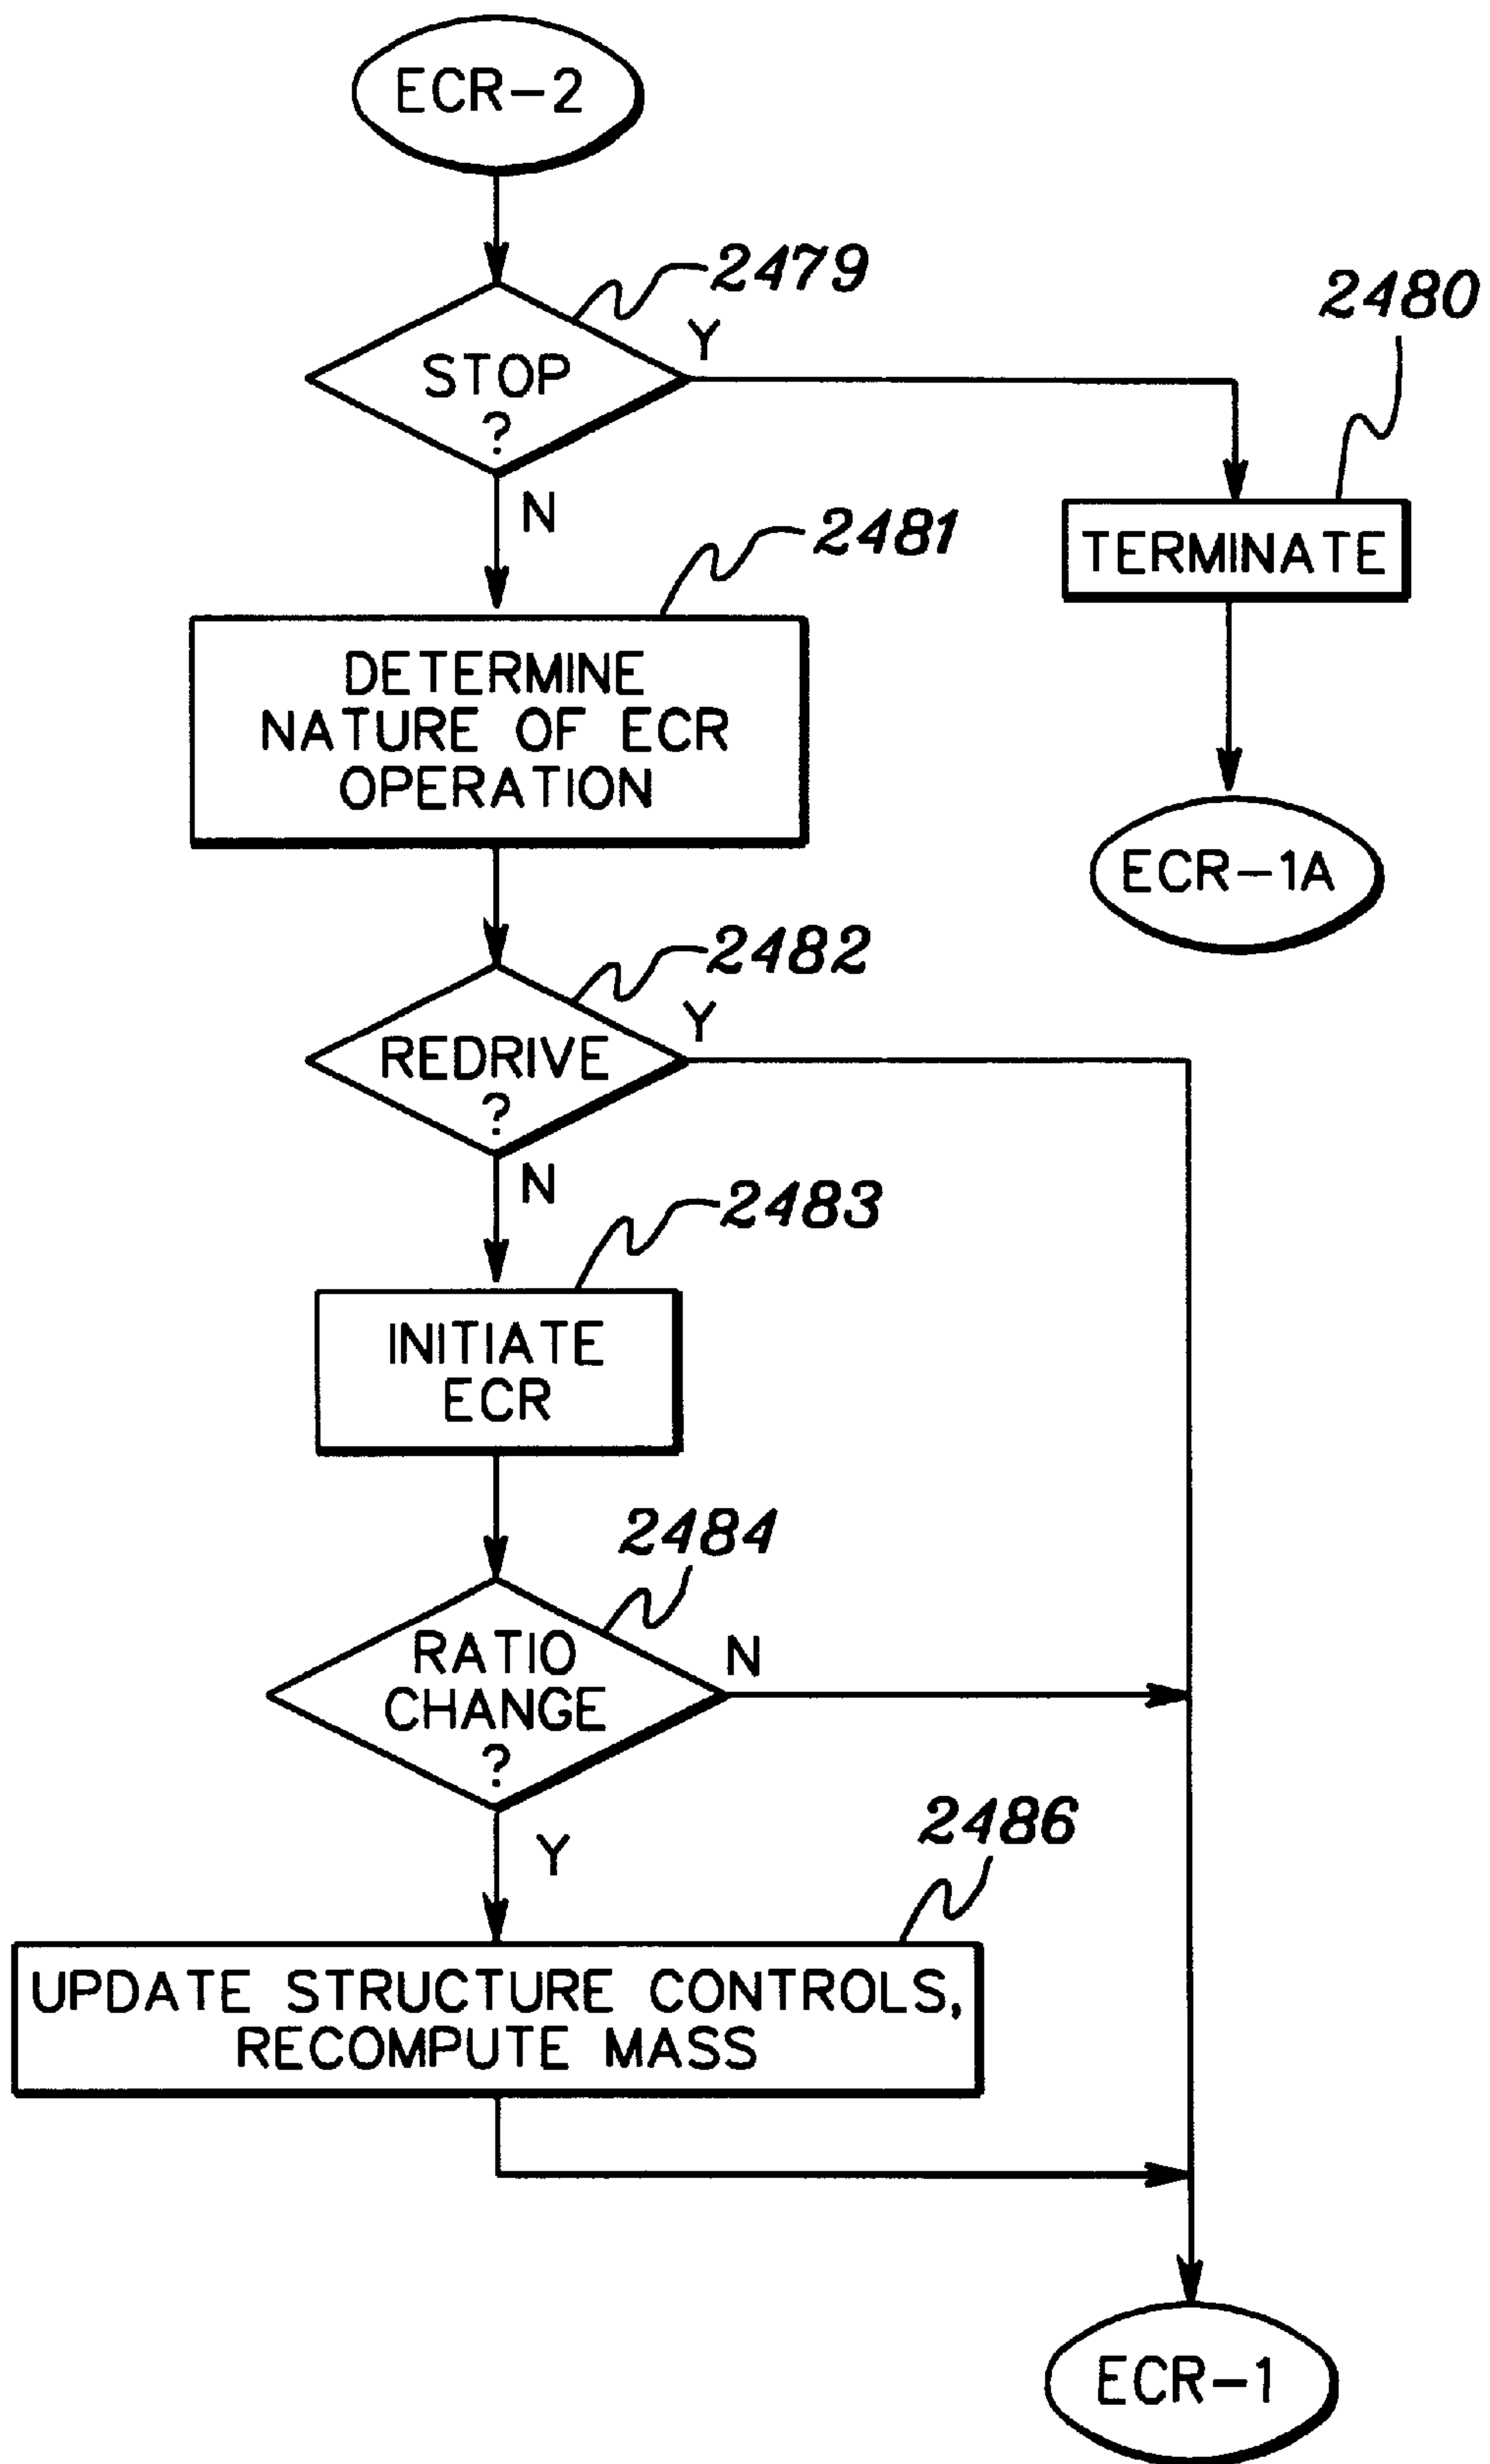 ECR-2
2479
STOP
?
Y
N
2480
TERMINATE
ECR-1A
2481
DETERMINE
NATURE OF ECR
OPERATION
2482
REDRIVE
?
Y
N
2483
INITIATE
ECR
2484
RATIO
CHANGE
?
N
Y
2486
UPDATE STRUCTURE CONTROLS,
RECOMPUTE MASS
ECR-1